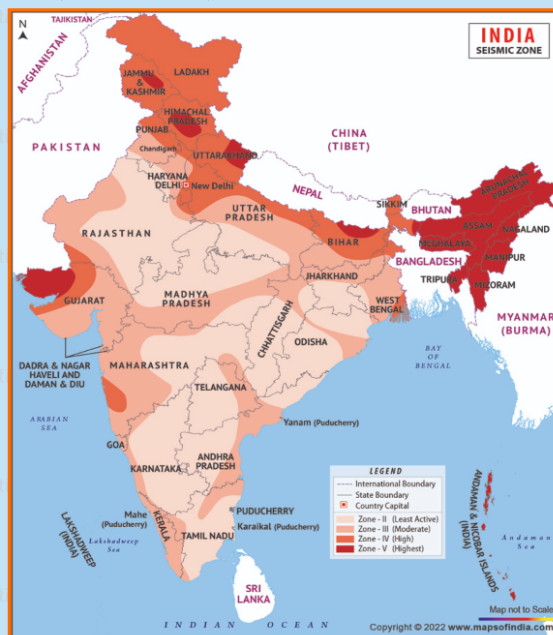 N
INDIA
SEISMIC ZONE
TAJIKISTAN
AFGHANISTAN
PAKISTAN
JAMMU
&
KASHMIR
LADAKH
HIMACHAL
PRADESH
PUNJAB
Chandigarh
UTTARAKHAND
HARYANA
DELHI
New Delhi
CHINA
(TIBET)
NEPAL
UTTAR
PRADESH
RAJASTHAN
SIKKIM
BHUTAN
ARUNACHAL
PRADESH
ASSAM
NAGALAND
MEGHALAYA
MANIPUR
BIHAR
BANGLADESH
TRIPURA
MIZORAM
JHARKHAND
WEST
BENGAL
MYANMAR
(BURMA)
GUJARAT
MADHYA
PRADESH
CHHATTISGARH
ODISHA
DADRA & NAGAR
HAVELI AND
DAMAN & DIU
MAHARASHTRA
BAY
OF
BENGAL
ARABIAN
SEA
TELANGANA
Yanam (Puducherry)
GOA
KARNATAKA
ANDHRA
PRADESH
LEGEND
International Boundary
State Boundary
Country Capital
Zone - II (Least Active)
Zone - III (Moderate)
Zone - IV (High)
Zone - V (Highest)
ANDAMAN & NICOBAR ISLANDS
(INDIA)
Andaman
Sea
LAKSHADWEEP
(INDIA)
Lakshadweep
Sea
Mahe
(Puducherry)
KERALA
TAMIL NADU
PUDUCHERRY
Karaikal (Puducherry)
SRI
LANKA
INDIAN OCEAN
Map not to Scale
Copyright © 2022 www.mapsofindia.com